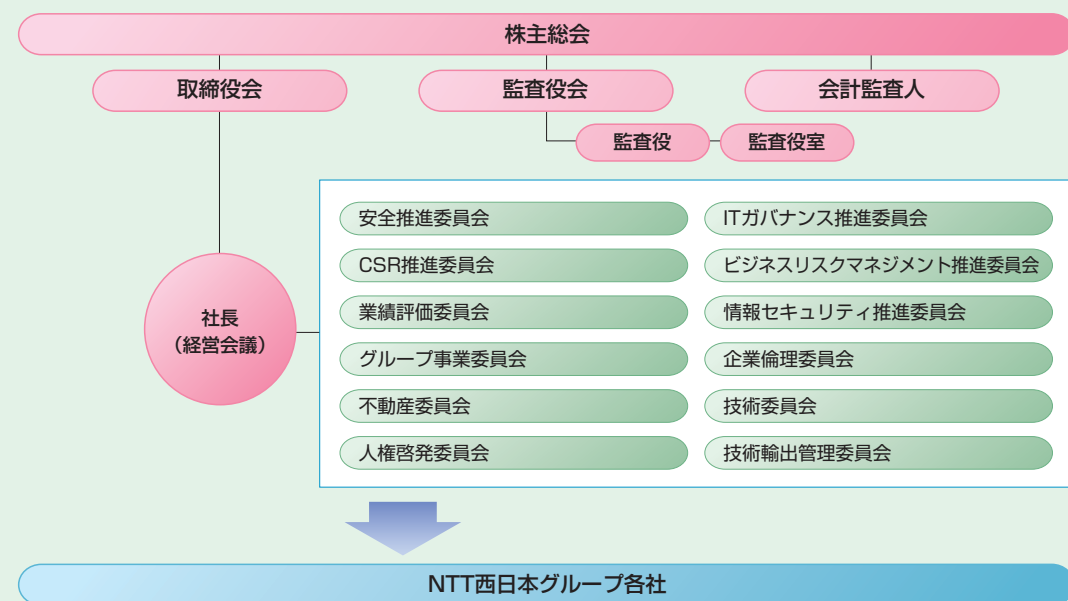 株主総会
取締役会
監査役会
会計監査人
監査役
監査役室
社長
（経営会議）
安全推進委員会
ITガバナンス推進委員会
CSR推進委員会
ビジネスリスクマネジメント推進委員会
業績評価委員会
情報セキュリティ推進委員会
グループ事業委員会
企業倫理委員会
不動産委員会
技術委員会
人権啓発委員会
技術輸出管理委員会
NTT西日本グループ各社